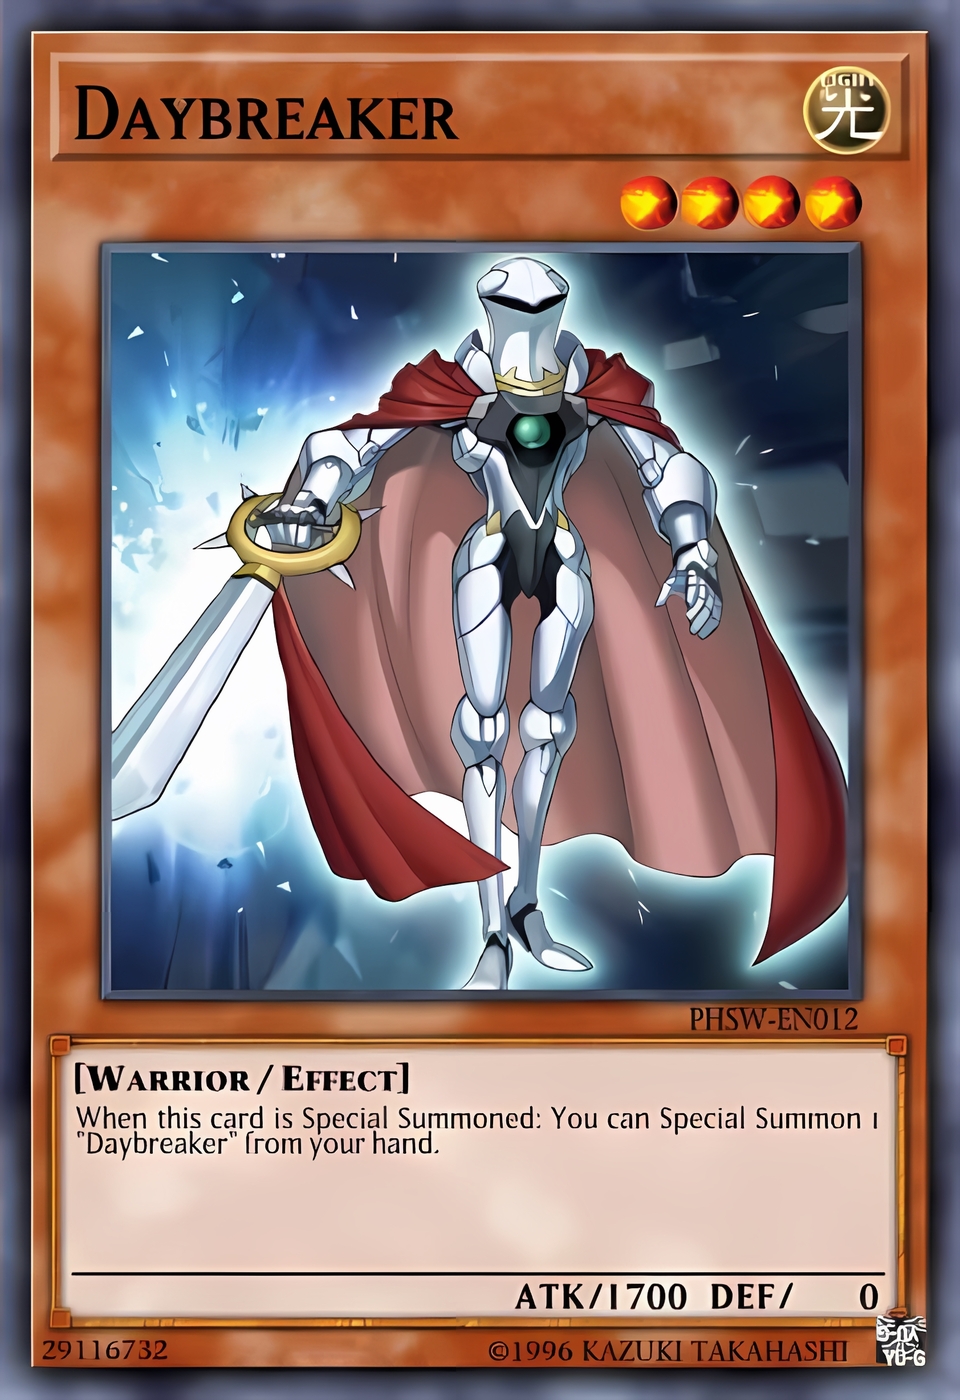 DAYBREAKER
光
PHSW-EN012
[WARRIOR / EFFECT]
When this card is Special Summoned: You can Special Summon 1
"Daybreaker" from your hand.
ATK/1700 DEF/ 0
29116732
©1996 KAZUKI TAKAHASHI